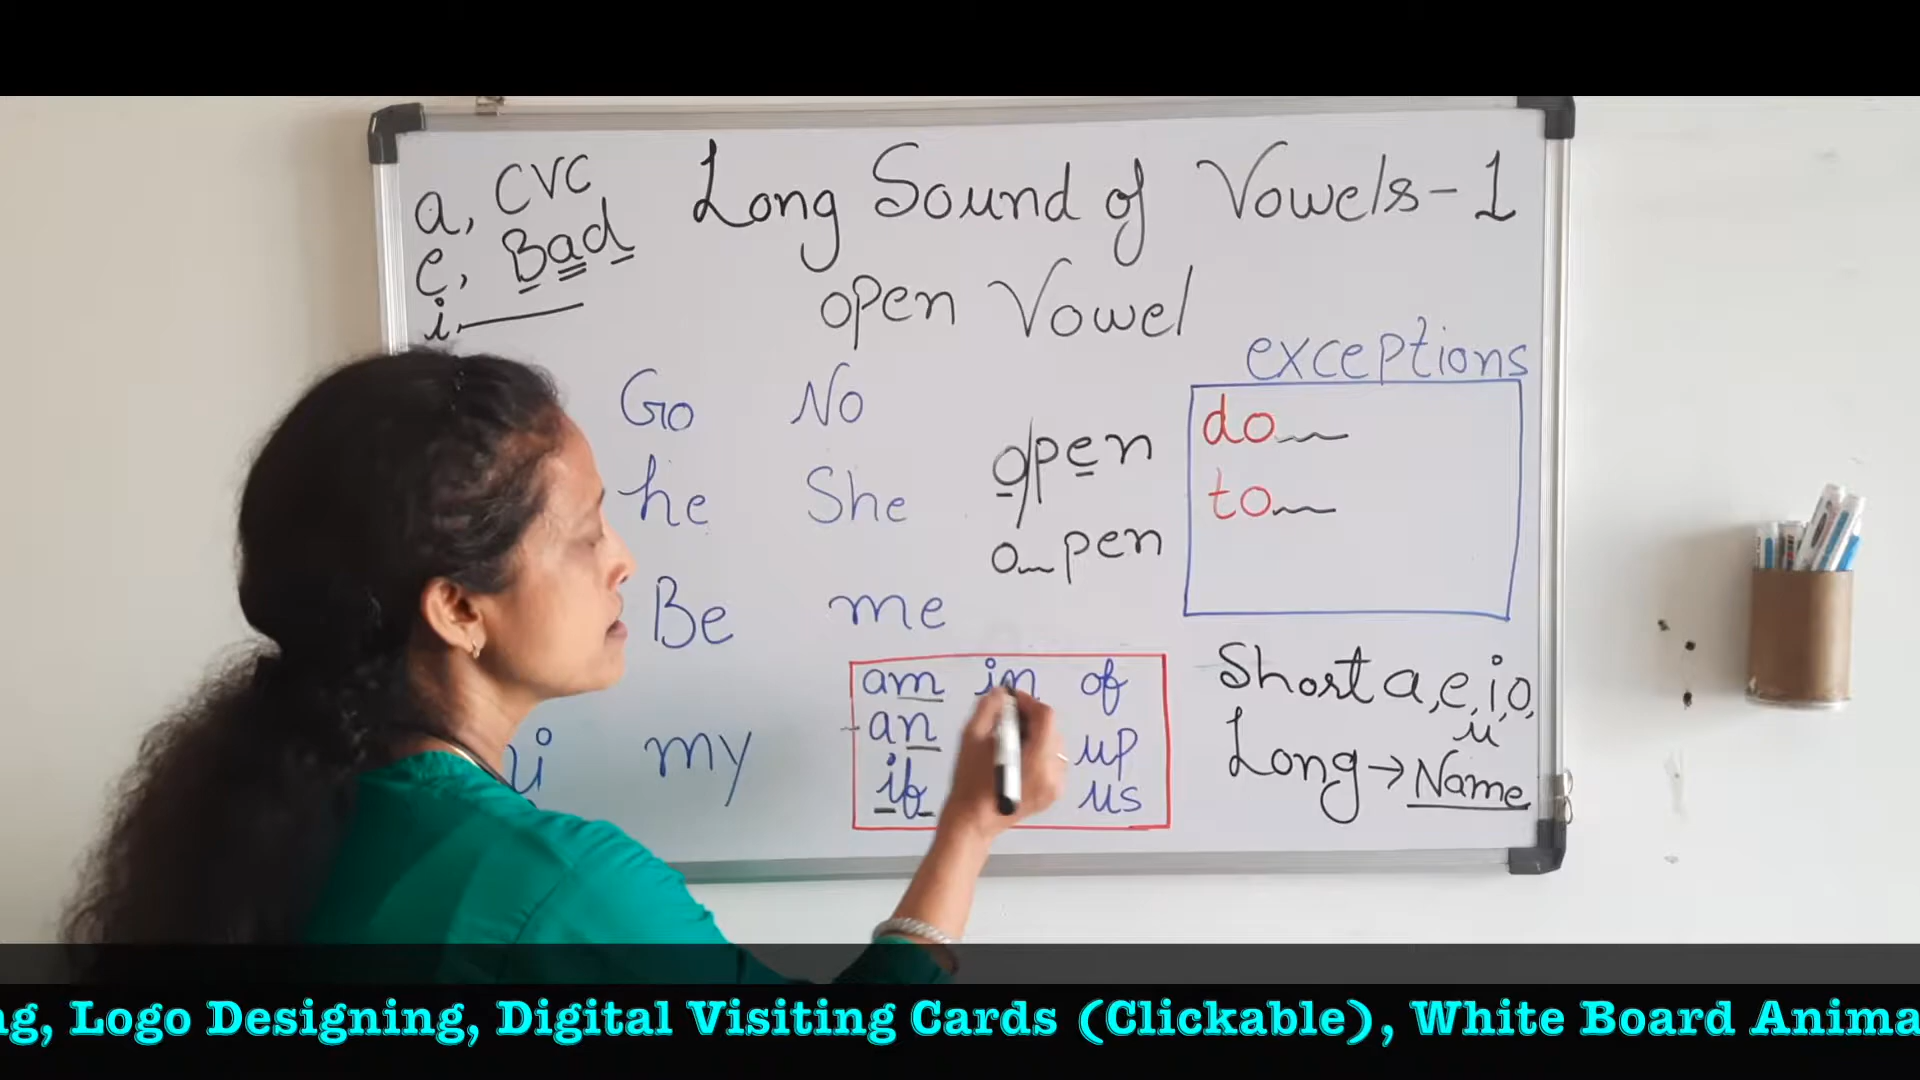 a, CVC
e, Bad
i
Long Sound of Vowels-1
open Vowel
Go No
he She
Be me
my
open
o_pen
exceptions
do
to
am in of
an up
if us
Short a, e, i, o,
u
Long → Name
Logo Designing, Digital Visiting Cards (Clickable), White Board Anima